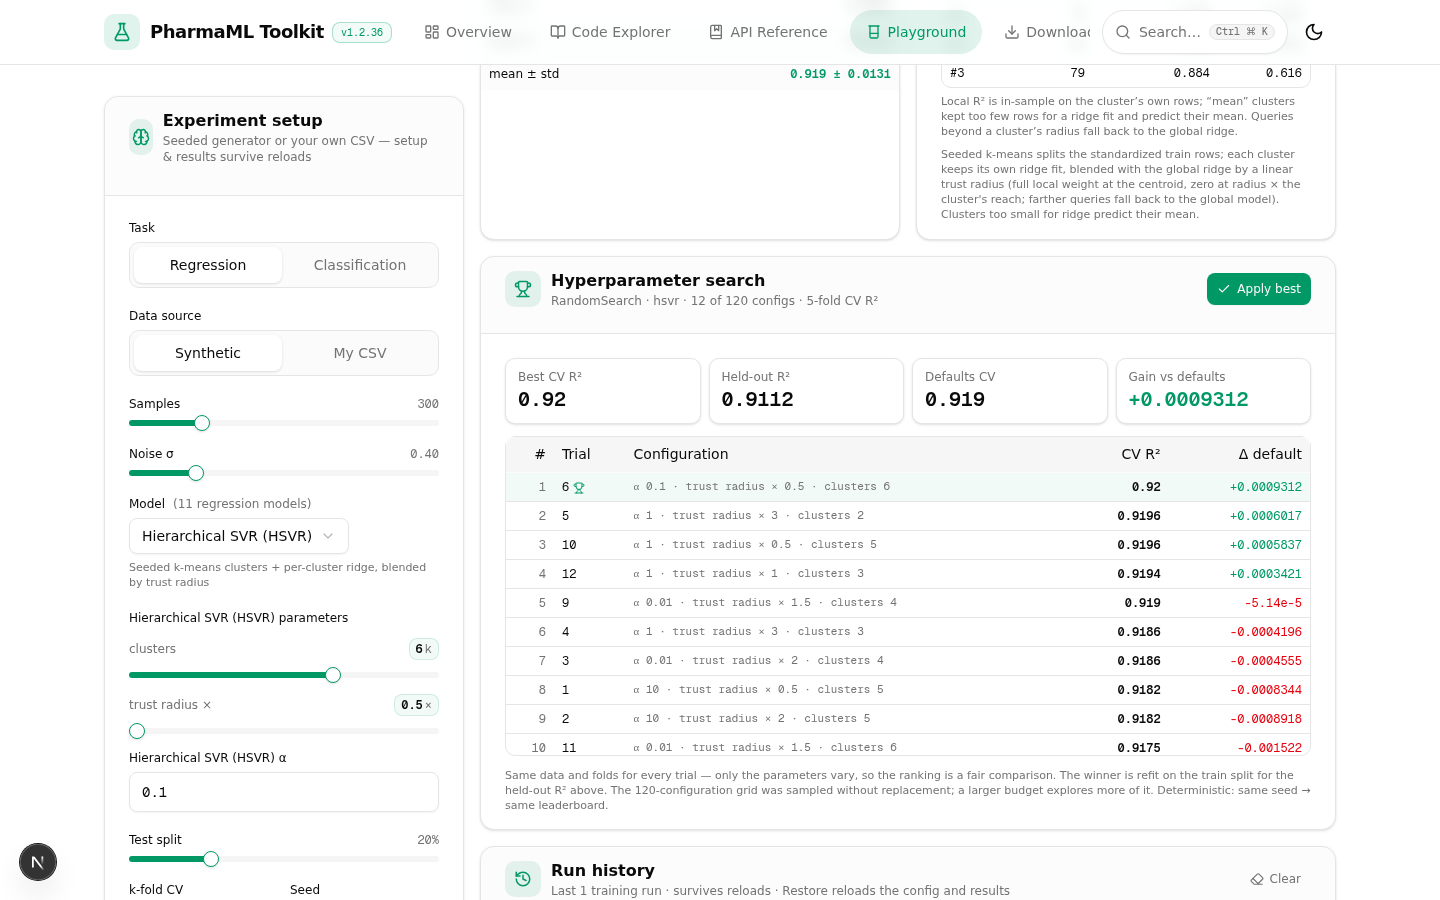 PharmaML Toolkit v1.2.36 Overview Code Explorer API Reference Playground Download Search... Ctrl ⌘ K
Experiment setup
Seeded generator or your own CSV — setup
& results survive reloads
Task
Regression Classification
Data source
Synthetic My CSV
Samples 300
Noise σ 0.40
Model (11 regression models)
Hierarchical SVR (HSVR)
Seeded k-means clusters + per-cluster ridge, blended
by trust radius
Hierarchical SVR (HSVR) parameters
clusters 6 k
trust radius × 0.5 ×
Hierarchical SVR (HSVR) α
0.1
Test split 20%
k-fold CV Seed
mean ± std 0.919 ± 0.0131
#3 79 0.884 0.616
Local R² is in-sample on the cluster’s own rows; “mean” clusters
kept too few rows for a ridge fit and predict their mean. Queries
beyond a cluster’s radius fall back to the global ridge.
Seeded k-means splits the standardized train rows; each cluster
keeps its own ridge fit, blended with the global ridge by a linear
trust radius (full local weight at the centroid, zero at radius × the
cluster's reach; farther queries fall back to the global model).
Clusters too small for ridge predict their mean.
Hyperparameter search
RandomSearch · hsvr · 12 of 120 configs · 5-fold CV R²
Apply best
Best CV R² Held-out R² Defaults CV Gain vs defaults
0.92 0.9112 0.919 +0.0009312
# Trial Configuration CV R² Δ default
1 6 α 0.1 · trust radius × 0.5 · clusters 6 0.92 +0.0009312
2 5 α 1 · trust radius × 3 · clusters 2 0.9196 +0.0006017
3 10 α 1 · trust radius × 0.5 · clusters 5 0.9196 +0.0005837
4 12 α 1 · trust radius × 1 · clusters 3 0.9194 +0.0003421
5 9 α 0.01 · trust radius × 1.5 · clusters 4 0.919 -5.14e-5
6 4 α 1 · trust radius × 3 · clusters 3 0.9186 -0.0004196
7 3 α 0.01 · trust radius × 2 · clusters 4 0.9186 -0.0004555
8 1 α 10 · trust radius × 0.5 · clusters 5 0.9182 -0.0008344
9 2 α 10 · trust radius × 2 · clusters 5 0.9182 -0.0008918
10 11 α 0.01 · trust radius × 1.5 · clusters 6 0.9175 -0.001522
Same data and folds for every trial — only the parameters vary, so the ranking is a fair comparison. The winner is refit on the train split for the
held-out R² above. The 120-configuration grid was sampled without replacement; a larger budget explores more of it. Deterministic: same seed →
same leaderboard.
Run history
Last 1 training run · survives reloads · Restore reloads the config and results
Clear